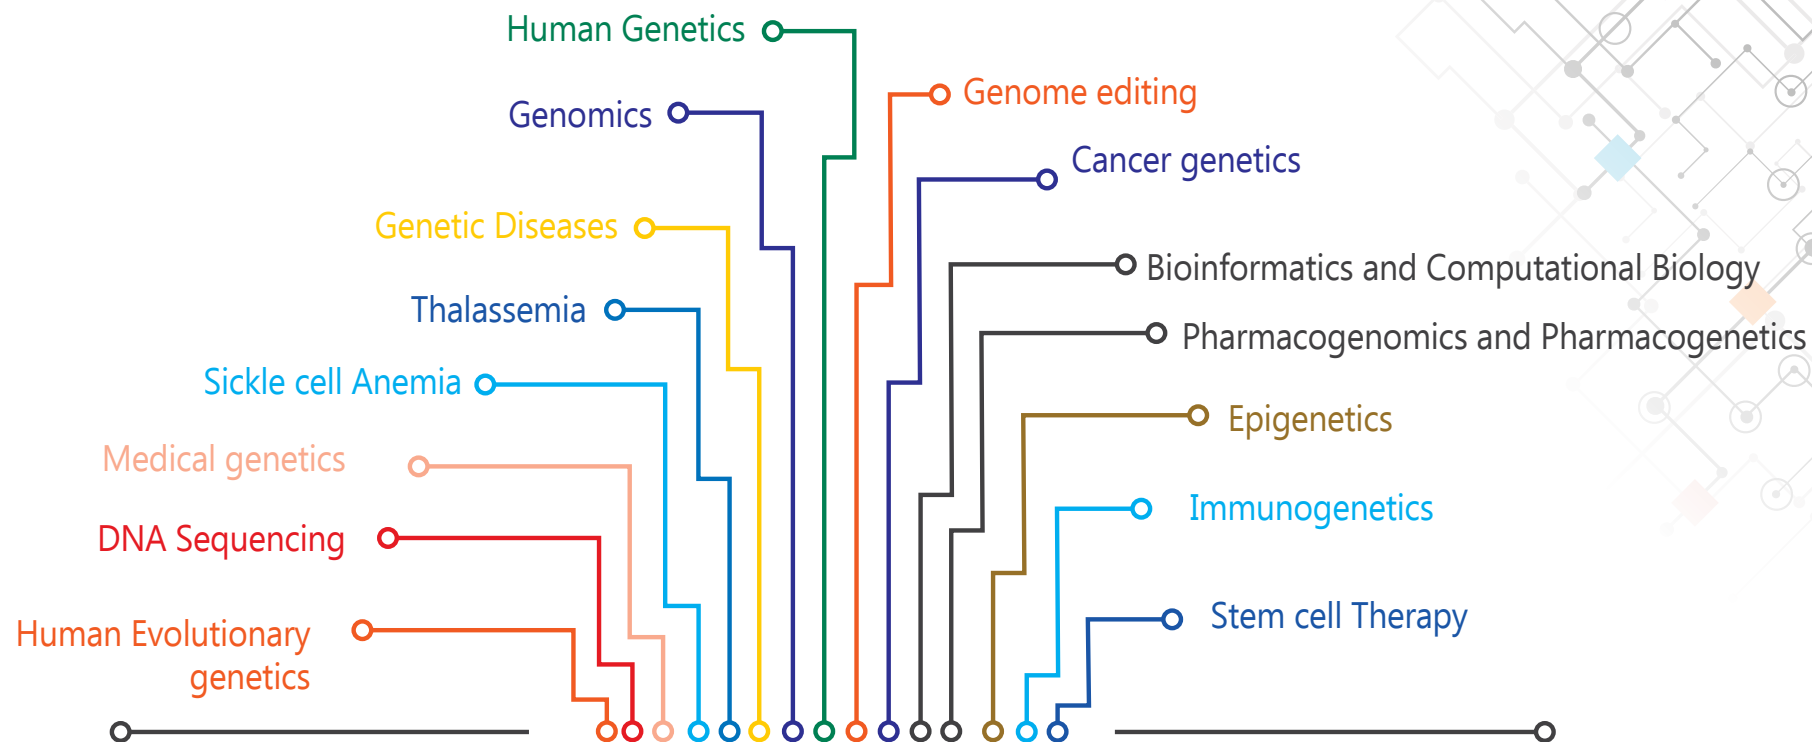 Human Genetics
Genomics
Genetic Diseases
Thalassemia
Sickle cell Anemia
Medical genetics
DNA Sequencing
Human Evolutionary
genetics
Genome editing
Cancer genetics
Bioinformatics and Computational Biology
Pharmacogenomics and Pharmacogenetics
Epigenetics
Immunogenetics
Stem cell Therapy